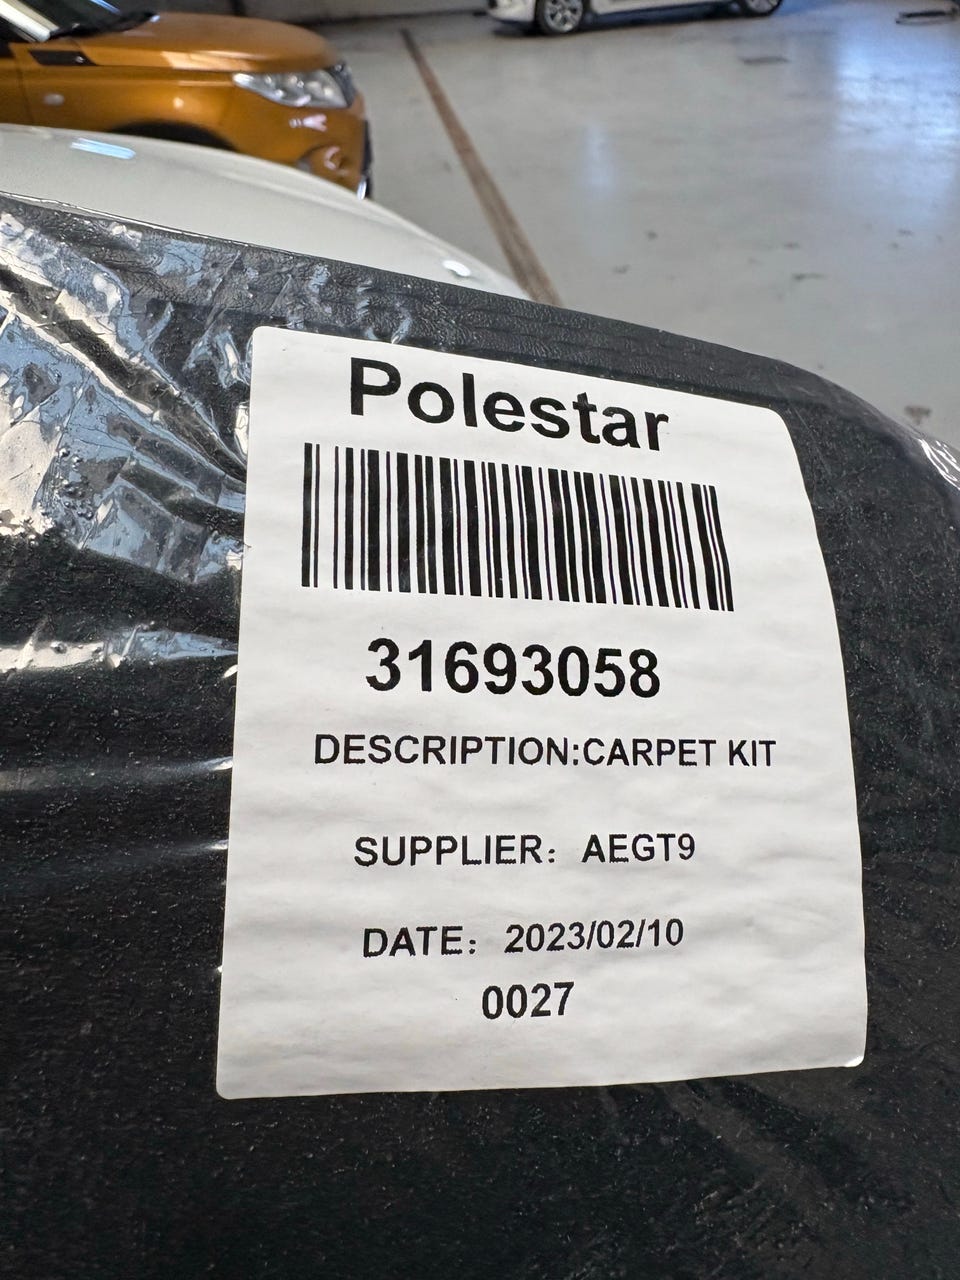 Polestar
31693058
DESCRIPTION:CARPET KIT
SUPPLIER: AEGT9
DATE: 2023/02/10
0027